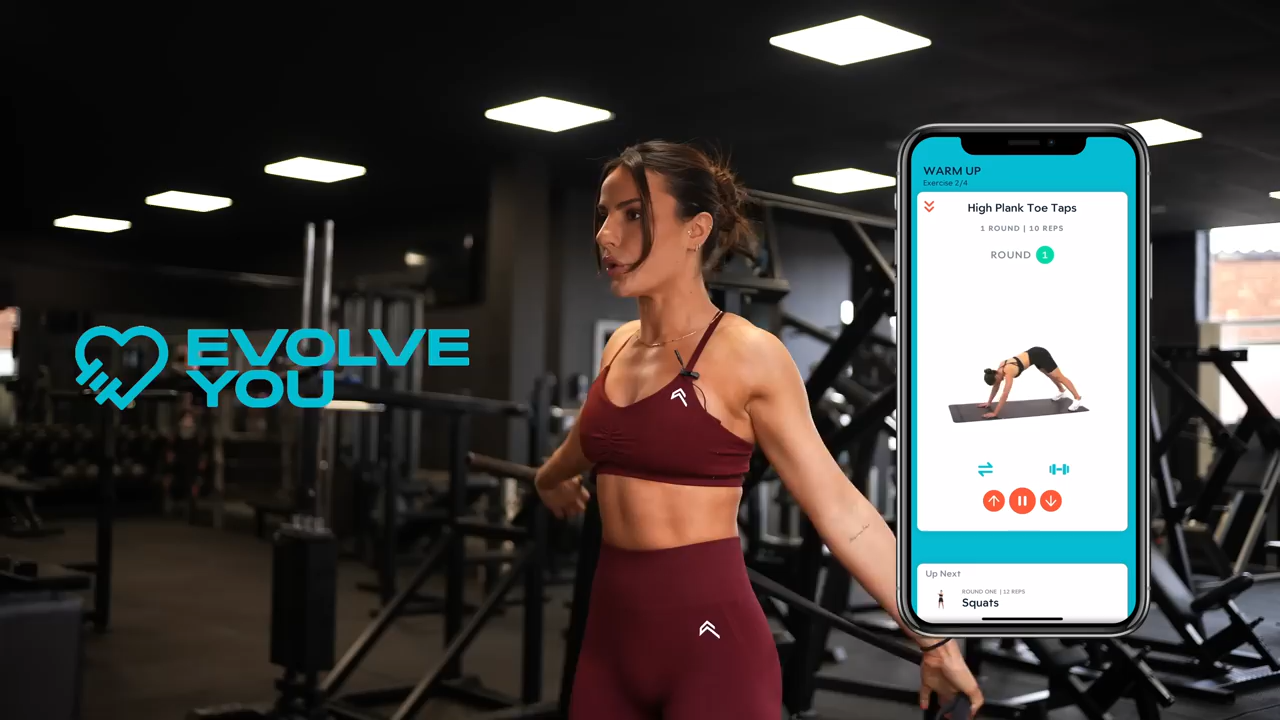 EVOLVE
YOU
WARM UP
Exercise 2/4
High Plank Toe Taps
1 ROUND | 10 REPS
ROUND 1
Up Next
ROUND ONE | 12 REPS
Squats